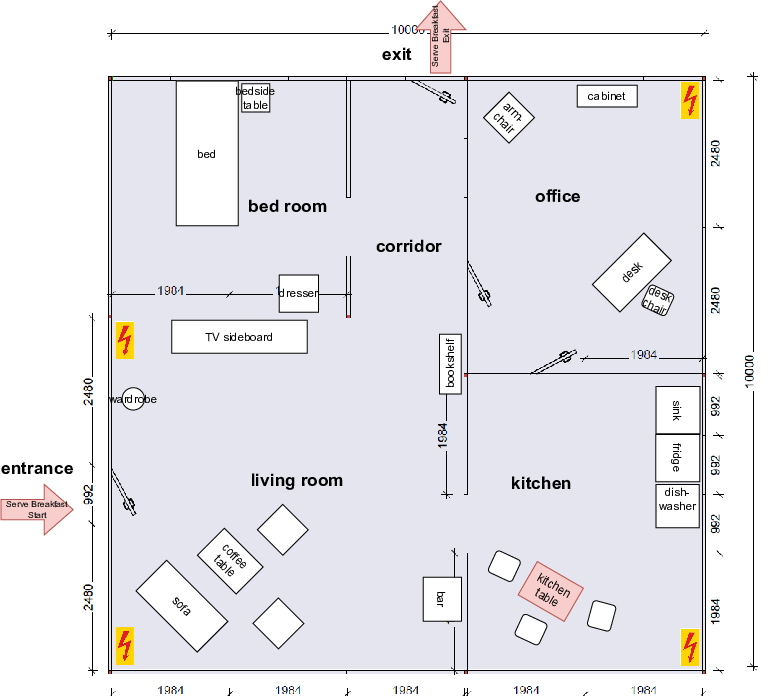 Serve Breakfast
Exit
10000
exit
bedside
table
cabinet
arm-
chair
bed
2480
office
bed room
corridor
desk
desk
chair
2480
1984
dresser
TV sideboard
bookshelf
1984
10000
2480
wardrobe
sink
992
1984
fridge
992
entrance
living room
kitchen
dish-
washer
992
Serve Breakfast
Start
992
coffee
table
kitchen
table
sofa
bar
2480
1984
1984
1984
1984
1984
1984